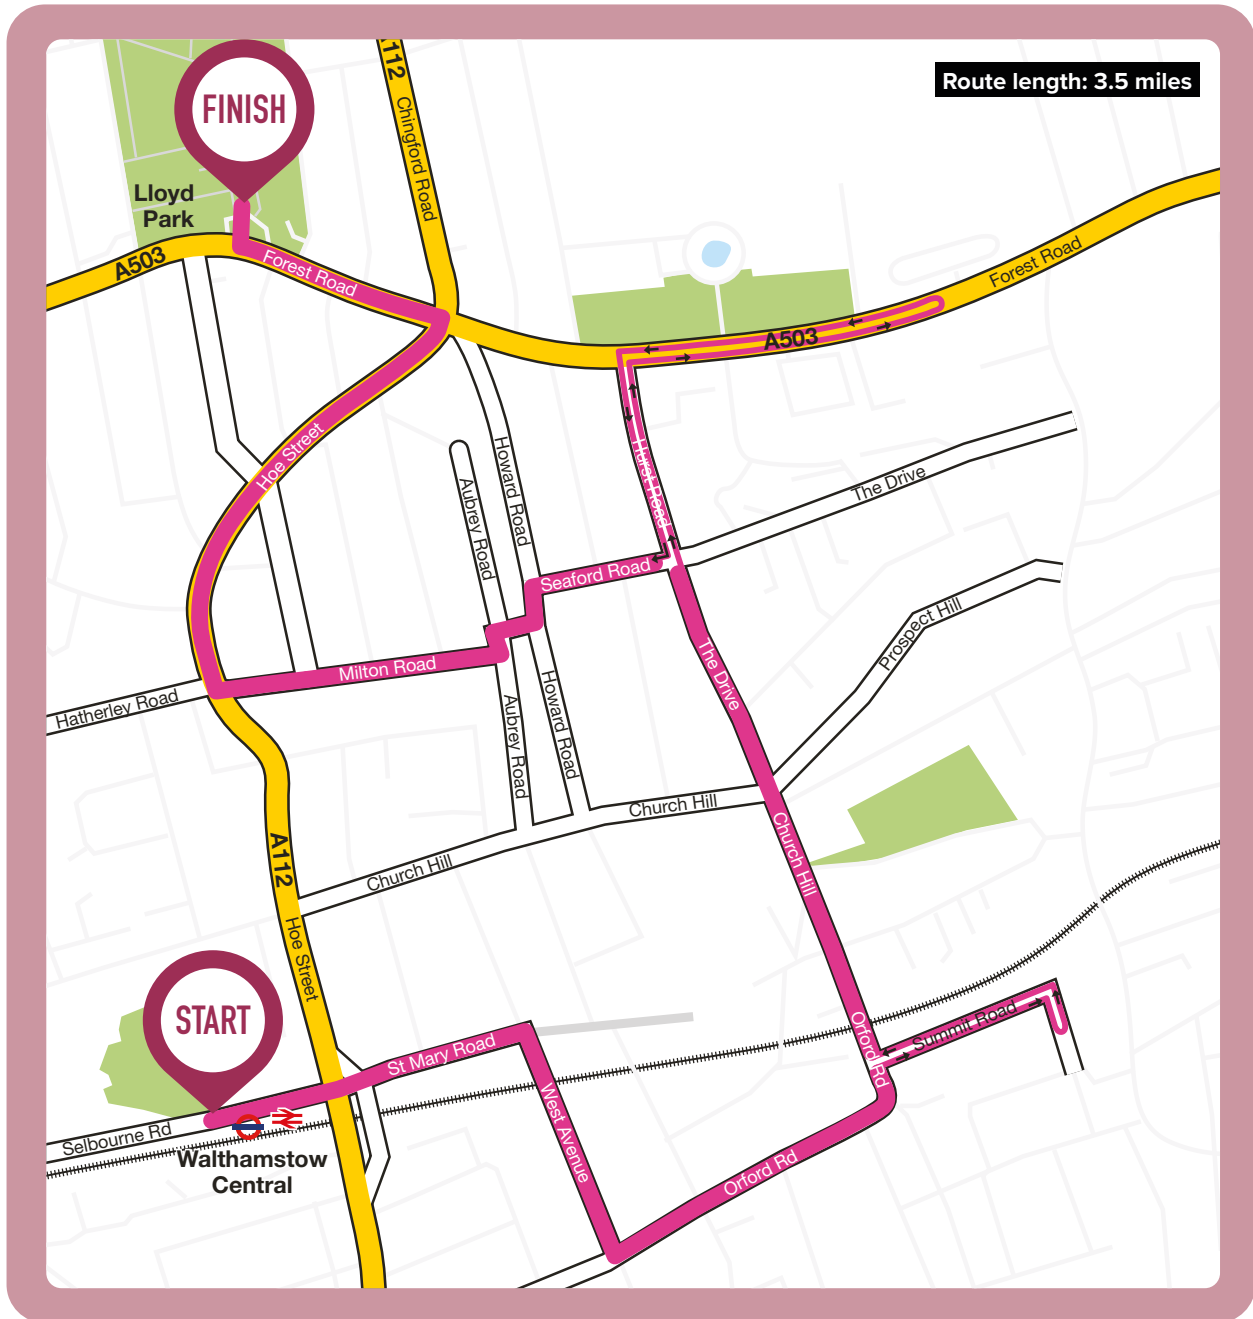 A112
Chingford Road
Route length: 3.5 miles
FINISH
Lloyd
Park
A503
Forest Road
Forest Road
A503
Hoe Street
Howard Road
Aubrey Road
Hurst Road
The Drive
Seaford Road
Prospect Hill
Milton Road
The Drive
Hatherley Road
Howard Road
Aubrey Road
Church Hill
Church Hill
Church Hill
A112
Hoe Street
START
St Mary Road
Orford Rd
Summit Road
Selbourne Rd
West Avenue
Walthamstow
Central
Orford Rd